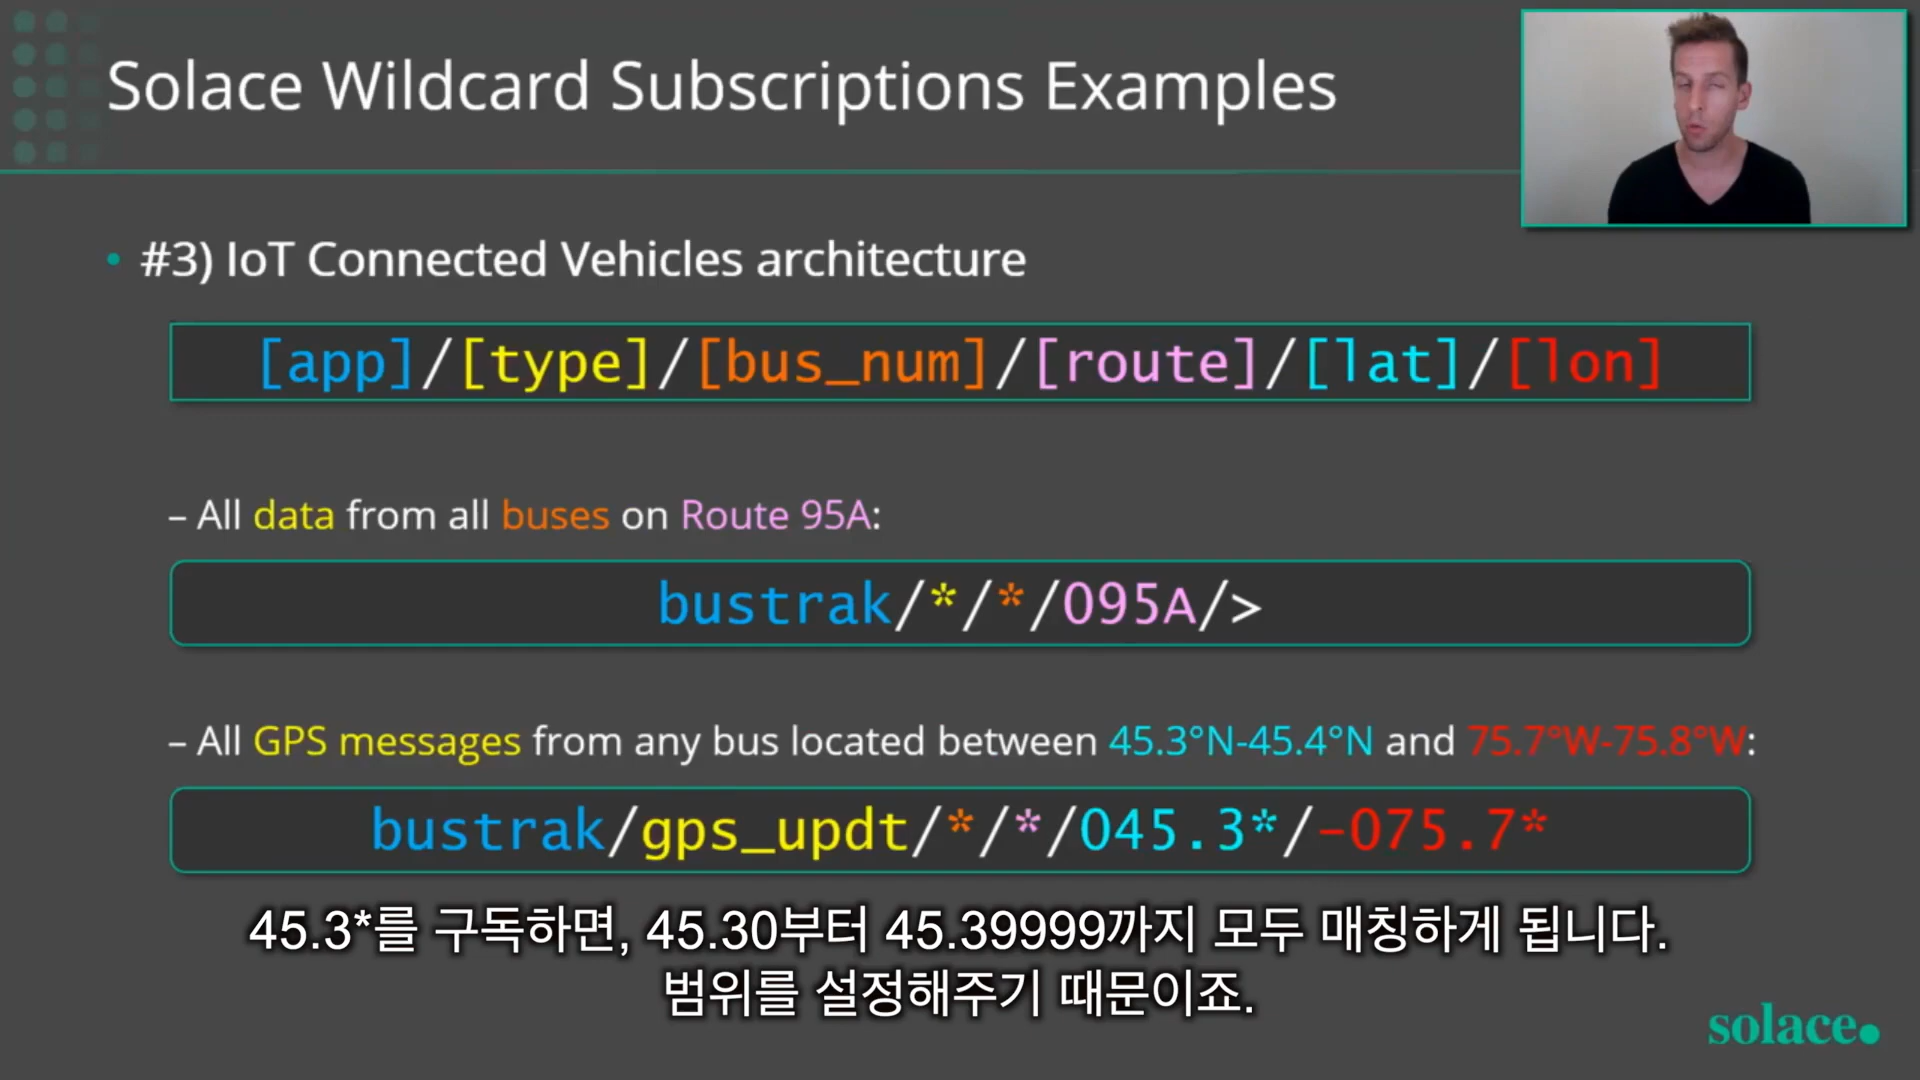 Solace Wildcard Subscriptions Examples
• #3) IoT Connected Vehicles architecture
[app]/[type]/[bus_num]/[route]/[lat]/[lon]
– All data from all buses on Route 95A:
bustrak/*/*/095A/>
– All GPS messages from any bus located between 45.3°N-45.4°N and 75.7°W-75.8°W:
bustrak/gps_updt/*/*/045.3*/-075.7*
45.3*를 구독하면, 45.30부터 45.39999까지 모두 매칭하게 됩니다.
범위를 설정해주기 때문이죠.
solace.